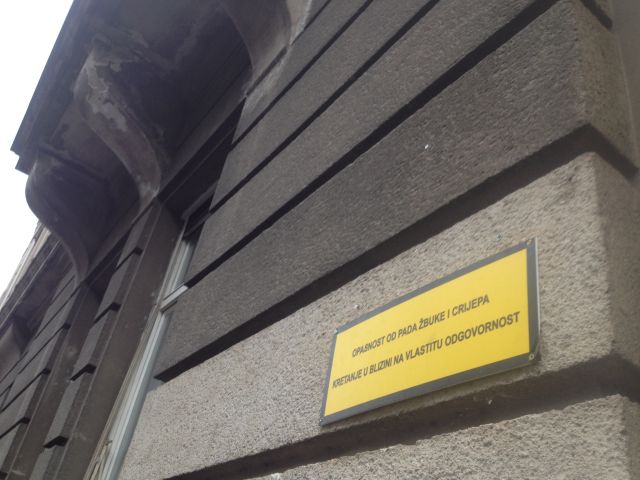 OPASNOST OD PADA ŽBUKE I CRIJEPA
KRETANJE U BLIZINI NA VLASTITU ODGOVORNOST